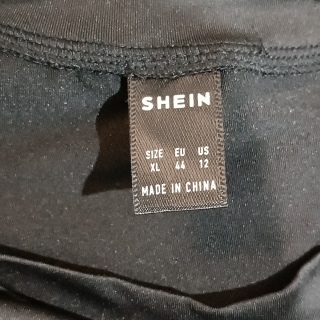 SHEIN
SIZE EU US
XL 44 12
MADE IN CHINA